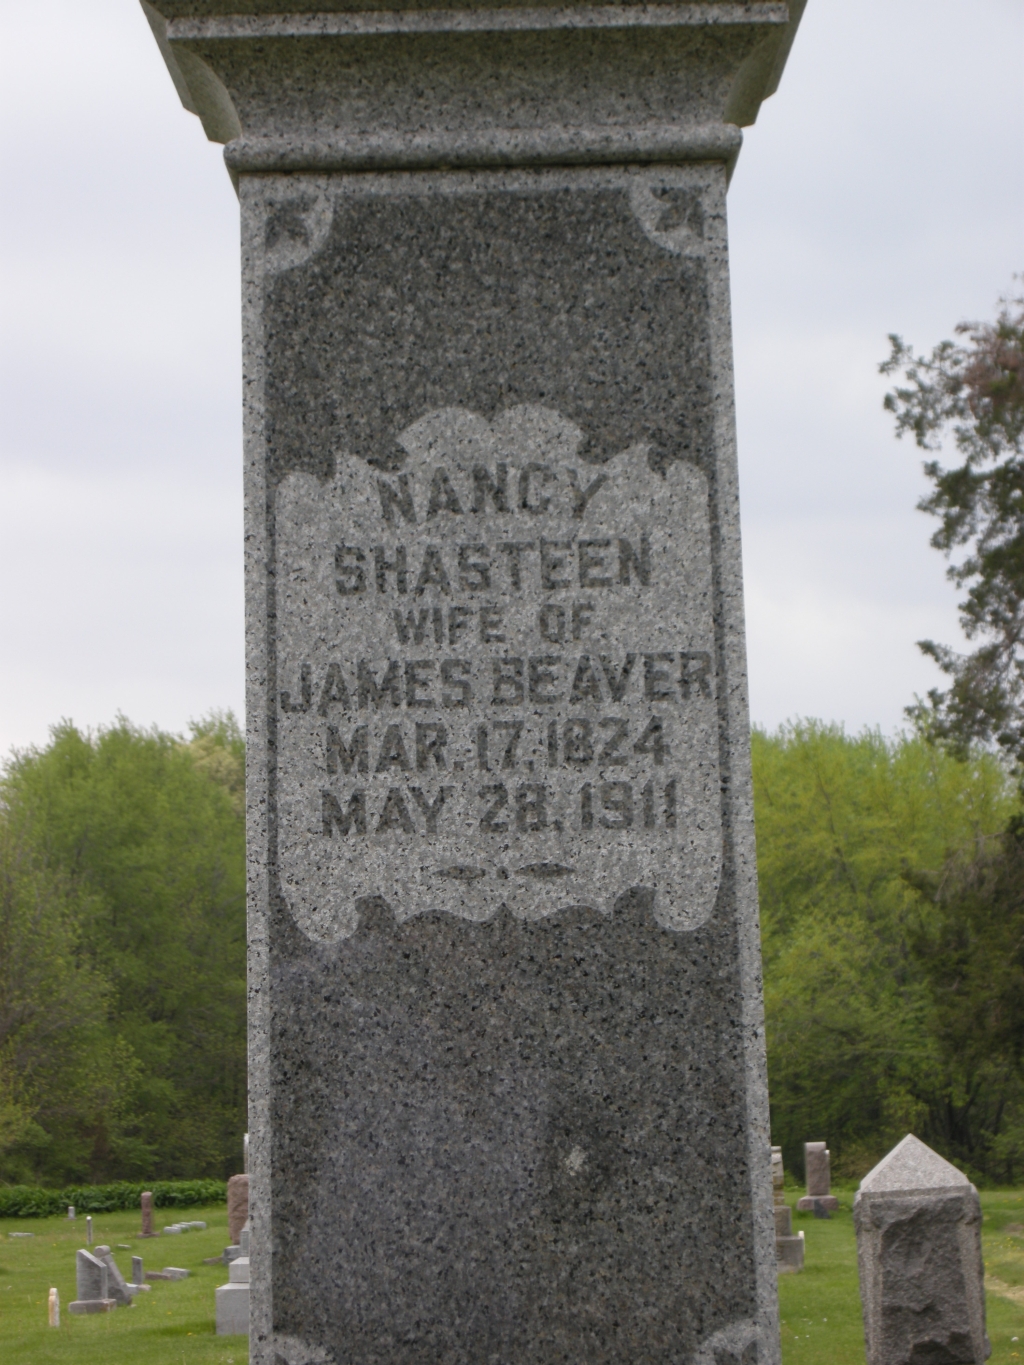 NANCY
SHASTEEN
WIFE OF
JAMES BEAVER
MAR. 17, 1824
MAY 28, 1911